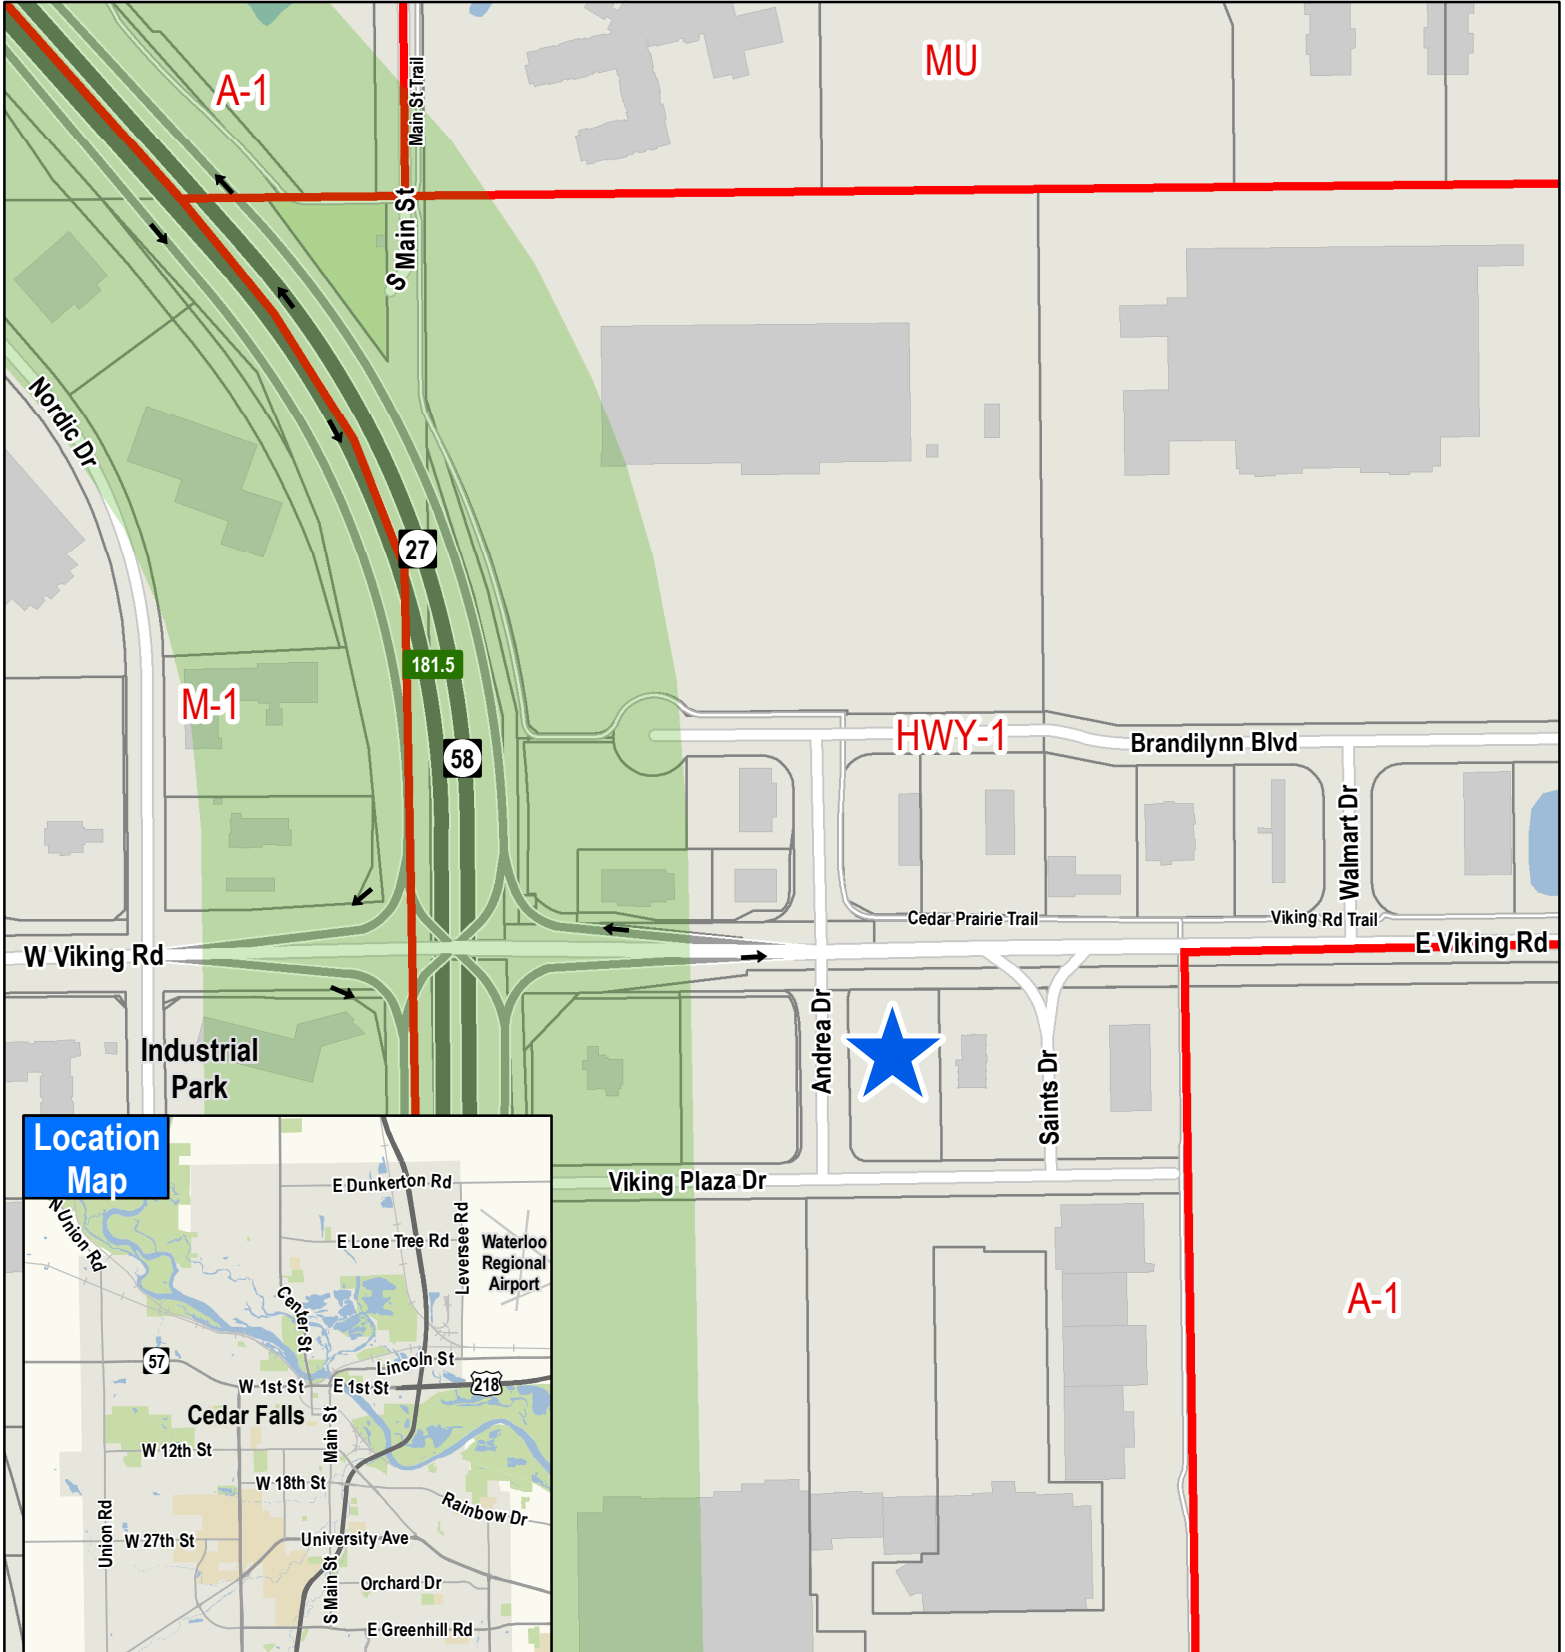 MU
A-1
Main St Trail
S Main St
Nordic Dr
27
181.5
M-1
HWY-1
Brandilynn Blvd
58
Walmart Dr
Cedar Prairie Trail
Viking Rd Trail
W Viking Rd
E Viking Rd
Andrea Dr
Saints Dr
Industrial
Park
Viking Plaza Dr
A-1
Location
Map
E Dunkerton Rd
N Union Rd
E Lone Tree Rd
Leversee Rd
Waterloo
Regional
Airport
Center St
57
Lincoln St
W 1st St
E 1st St
218
Cedar Falls
Main St
W 12th St
W 18th St
Rainbow Dr
Union Rd
W 27th St
University Ave
S Main St
Orchard Dr
E Greenhill Rd